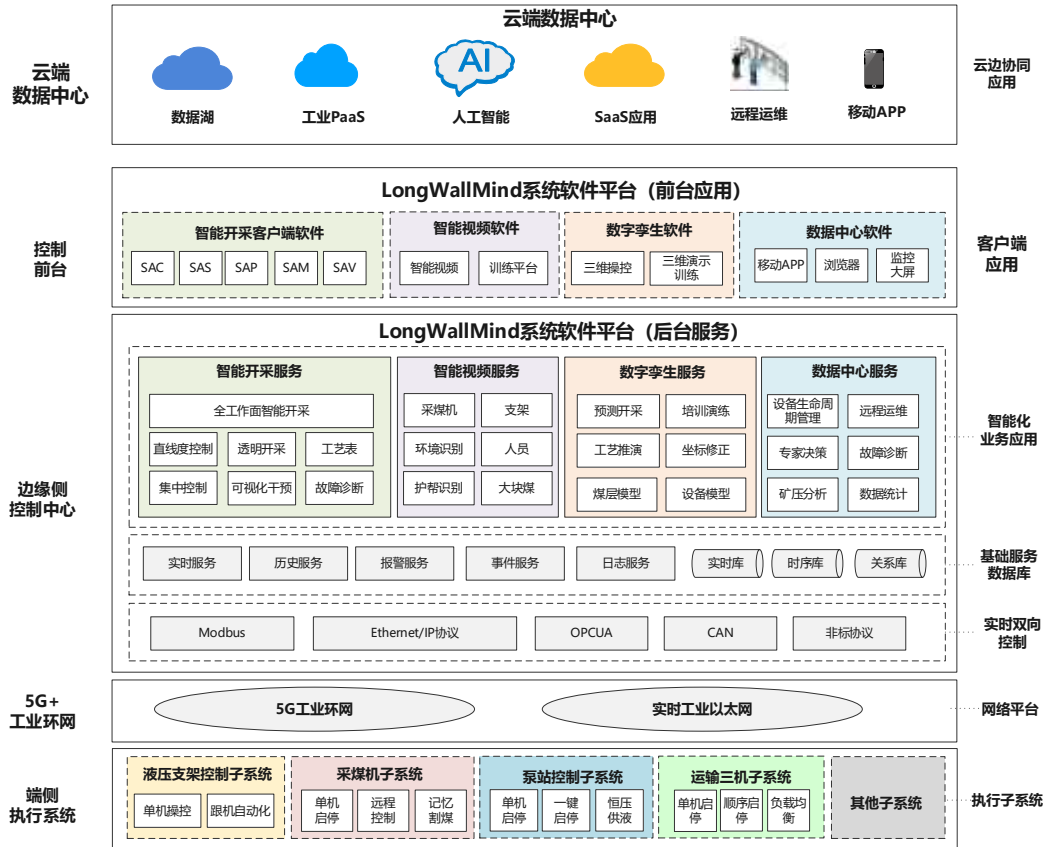 云端数据中心
云端
数据中心
数据湖
工业PaaS
AI
人工智能
SaaS应用
远程运维
移动APP
云边协同
应用
LongWallMind系统软件平台（前台应用）
控制
前台
智能开采客户端软件
SAC
SAS
SAP
SAM
SAV
智能视频软件
智能视频
训练平台
数字孪生软件
三维操控
三维演示
训练
数据中心软件
移动APP
浏览器
监控
大屏
客户端
应用
LongWallMind系统软件平台（后台服务）
边缘侧
控制中心
智能开采服务
全工作面智能开采
直线度控制
透明开采
工艺表
集中控制
可视化干预
故障诊断
智能视频服务
采煤机
支架
环境识别
人员
护帮识别
大块煤
数字孪生服务
预测开采
培训演练
工艺推演
坐标修正
煤层模型
设备模型
数据中心服务
设备生命周
期管理
远程运维
专家决策
故障诊断
矿压分析
数据统计
智能化
业务应用
实时服务
历史服务
报警服务
事件服务
日志服务
实时库
时序库
关系库
基础服务
数据库
Modbus
Ethernet/IP协议
OPCUA
CAN
非标协议
实时双向
控制
5G+
工业环网
5G工业环网
实时工业以太网
网络平台
端侧
执行系统
液压支架控制子系统
单机操控
跟机自动化
采煤机子系统
单机
启停
远程
控制
记忆
割煤
泵站控制子系统
单机
启停
一键
启停
恒压
供液
运输三机子系统
单机启
停
顺序启
停
负载均
衡
其他子系统
执行子系统